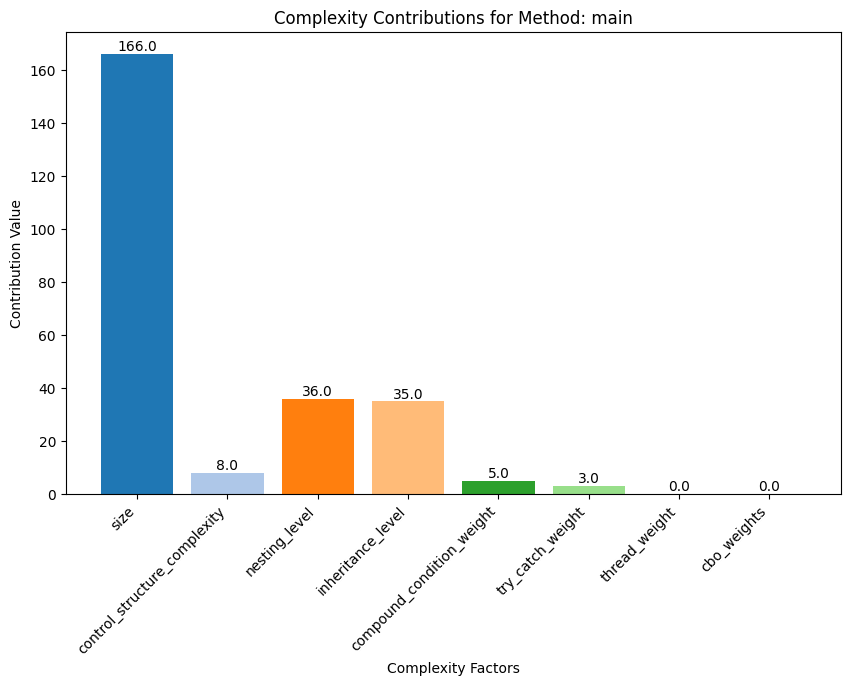 Complexity Contributions for Method: main
Contribution Value
160
140
120
100
80
60
40
20
0
166.0
8.0
36.0
35.0
5.0
3.0
0.0
0.0
size
control_structure_complexity
nesting_level
inheritance_level
compound_condition_weight
try_catch_weight
thread_weight
cbo_weights
Complexity Factors